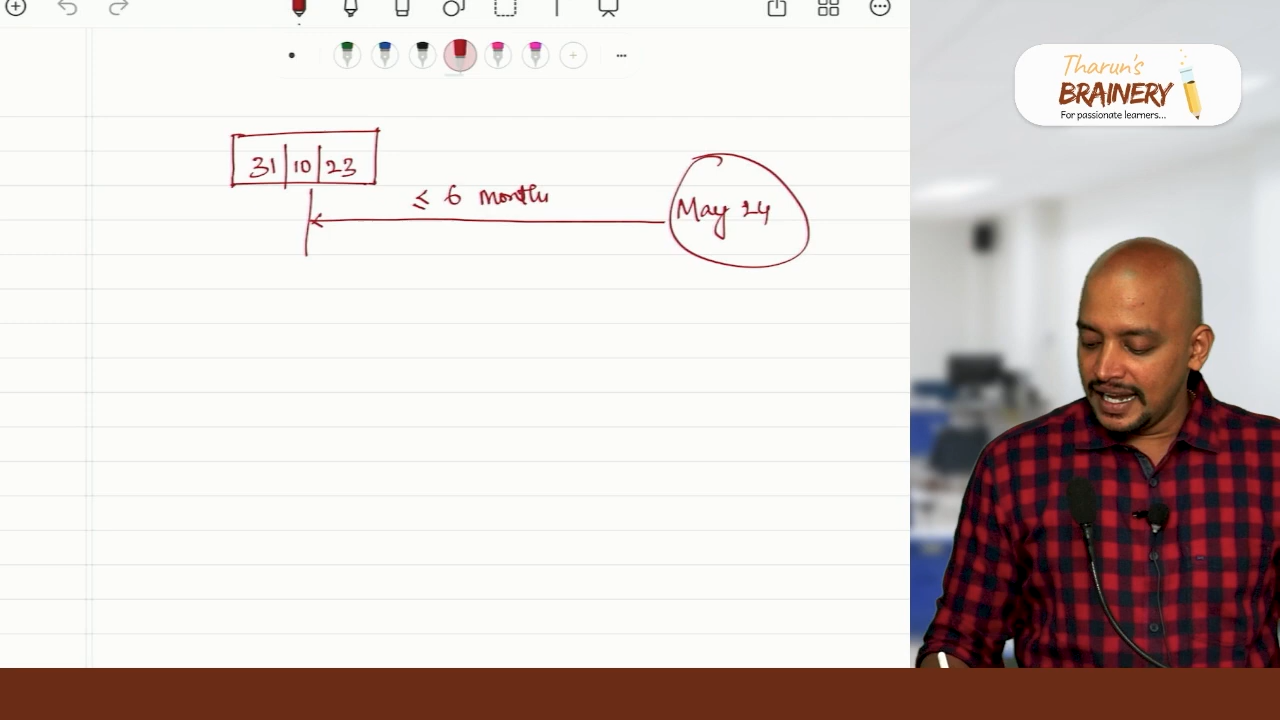 Tharun's
BRAINERY
For passionate learners...
31|10|23
≤ 6 months
May 24